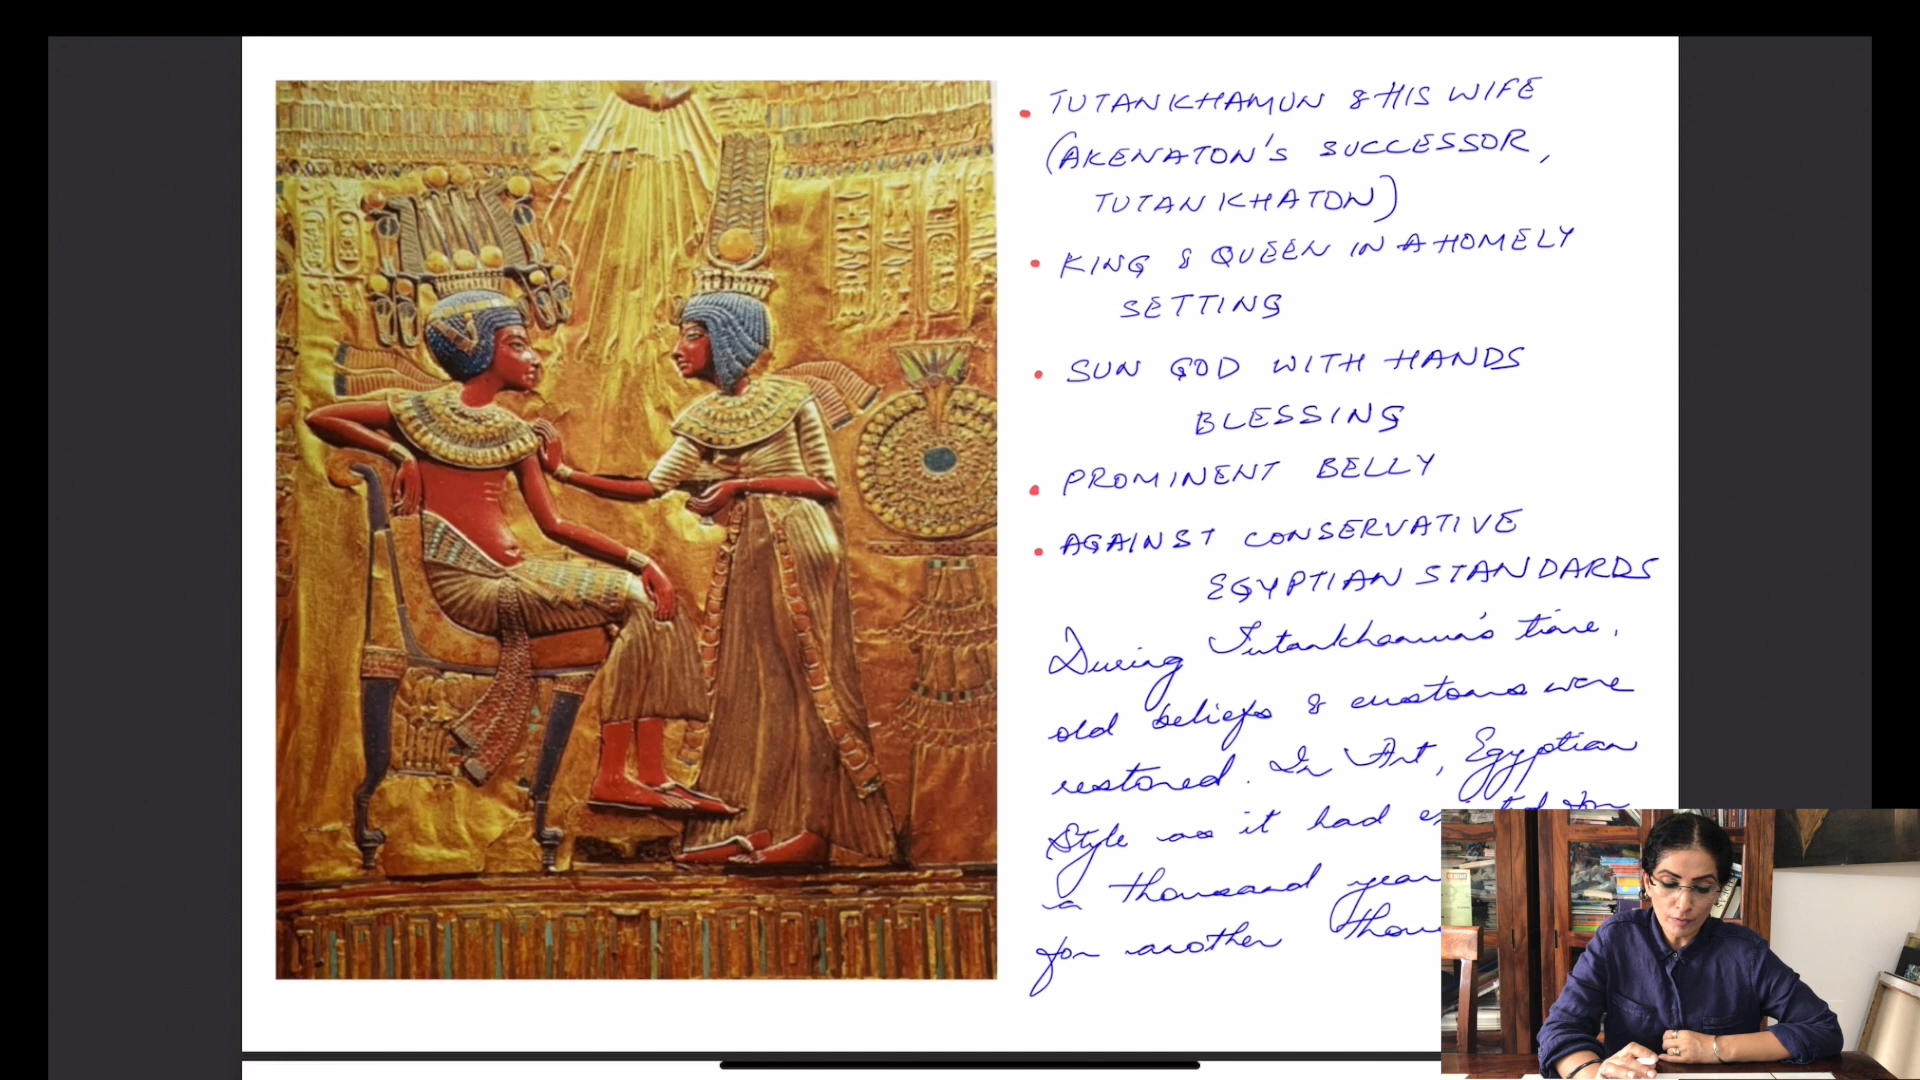 • TUTANKHAMUN & HIS WIFE
(AKENATON'S SUCCESSOR,
TUTANKHATON)
• KING & QUEEN IN A HOMELY
SETTING
• SUN GOD WITH HANDS
BLESSING
• PROMINENT BELLY
• AGAINST CONSERVATIVE
EGYPTIAN STANDARDS
During Tutankhamun's time,
old beliefs & customs were
restored. In Art, Egyptian
Style as it had
a thousand
for another